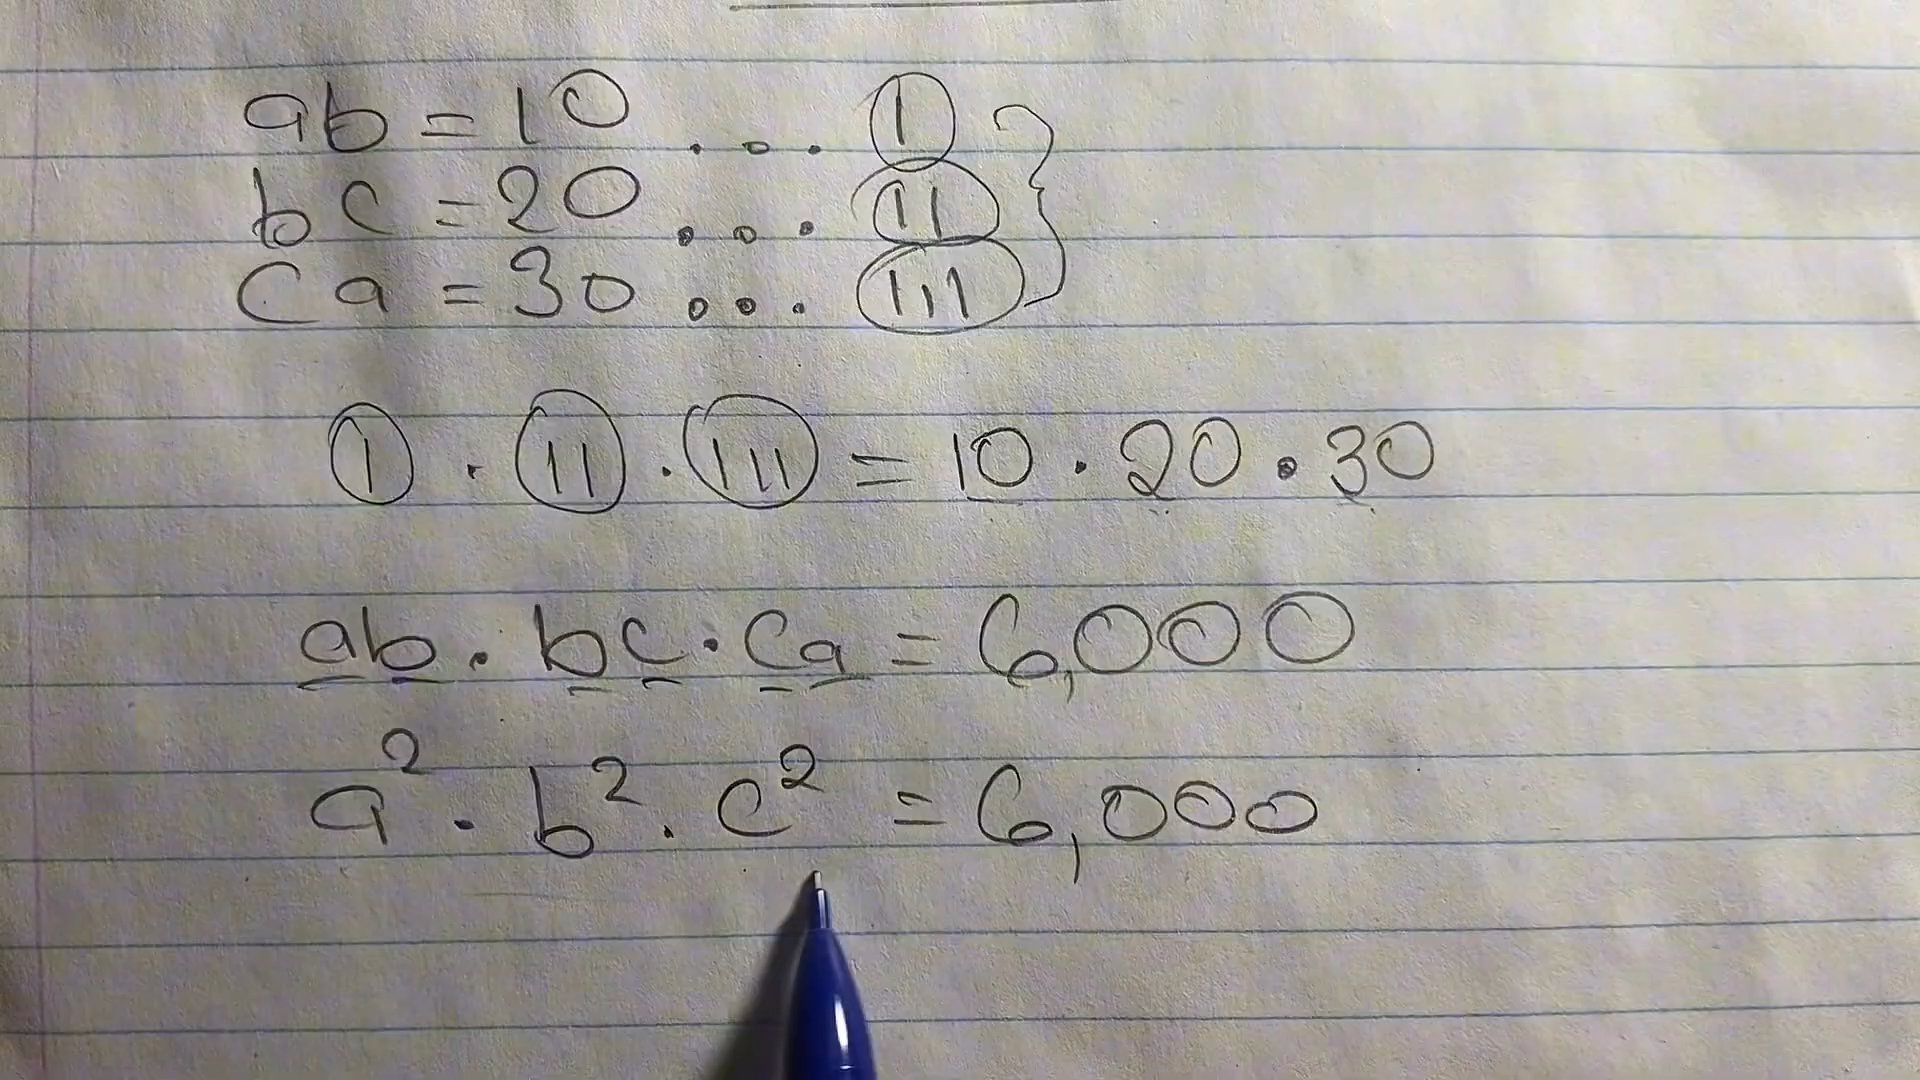 ab = 10 ... I
bc = 20 ... II
ca = 30 ... III
I · II · III = 10 · 20 · 30
ab · bc · ca = 6,000
a² · b² · c² = 6,000